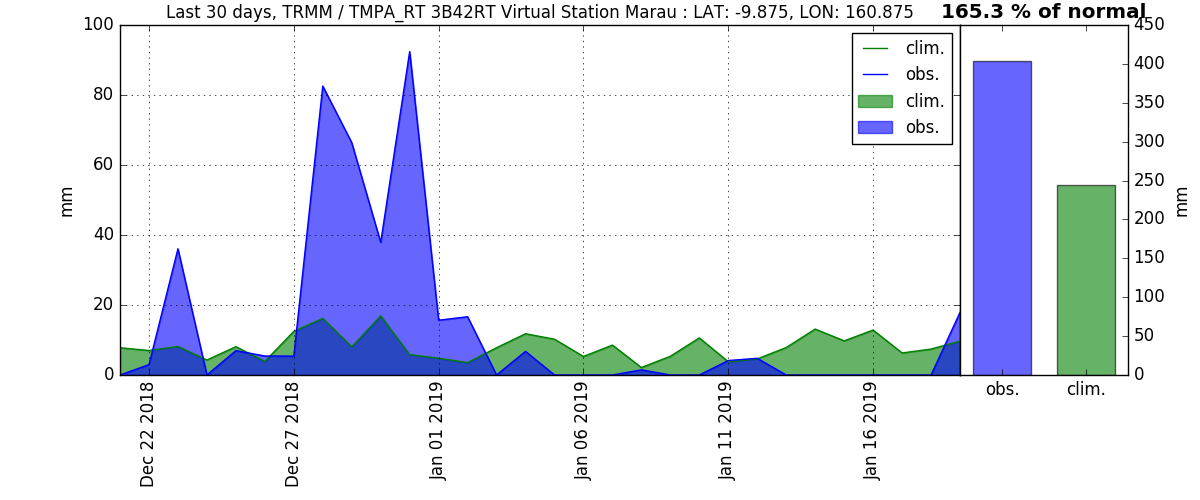 Last 30 days, TRMM / TMPA_RT 3B42RT Virtual Station Marau : LAT: -9.875, LON: 160.875
165.3 % of normal
100
80
60
40
20
0
mm
clim.
obs.
clim.
obs.
Dec 22 2018
Dec 27 2018
Jan 01 2019
Jan 06 2019
Jan 11 2019
Jan 16 2019
450
400
350
300
250
200
150
100
50
0
mm
obs.
clim.